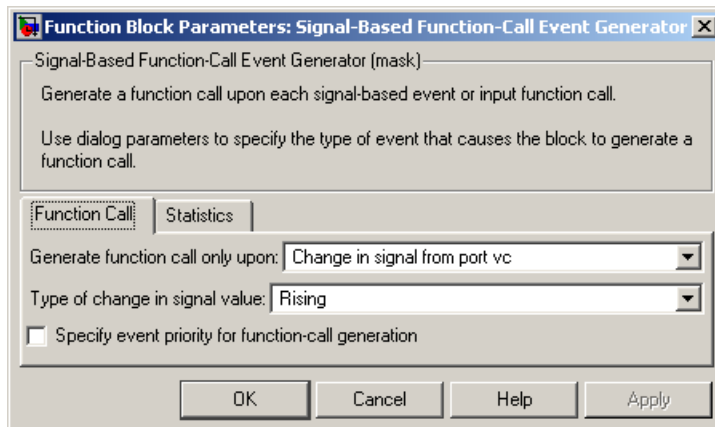 Function Block Parameters: Signal-Based Function-Call Event Generator
Signal-Based Function-Call Event Generator (mask)
Generate a function call upon each signal-based event or input function call.
Use dialog parameters to specify the type of event that causes the block to generate a
function call.
Function Call Statistics
Generate function call only upon: Change in signal from port vc
Type of change in signal value: Rising
Specify event priority for function-call generation
OK Cancel Help Apply